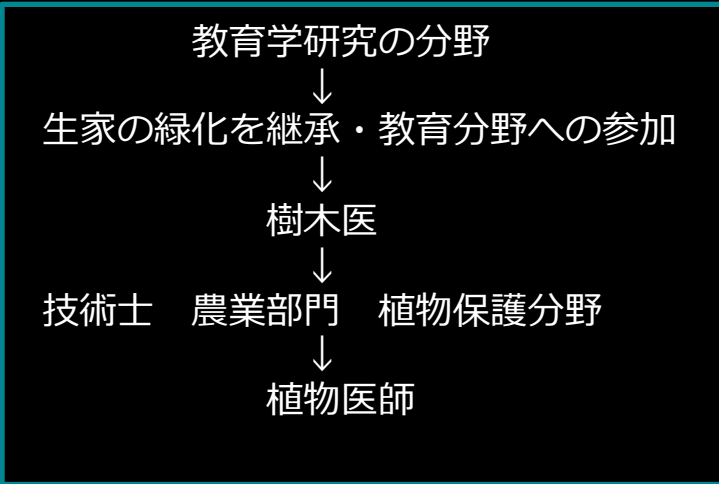 教育学研究の分野
↓
生家の緑化を継承・教育分野への参加
↓
樹木医
↓
技術士　農業部門　植物保護分野
↓
植物医師